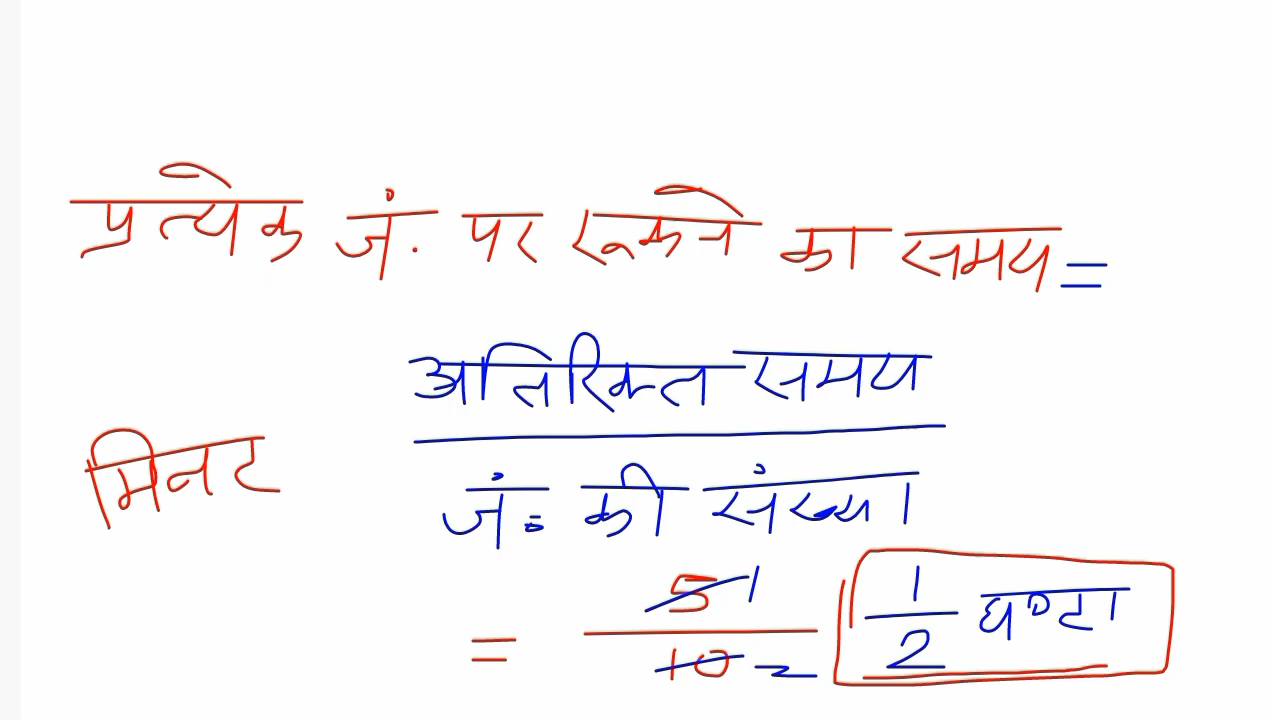 प्रत्येक जं. पर रूकने का समय =
अतिरिक्त समय
मिनट
जं. की संख्या
= 5/10 1/2 1/2 घण्टा